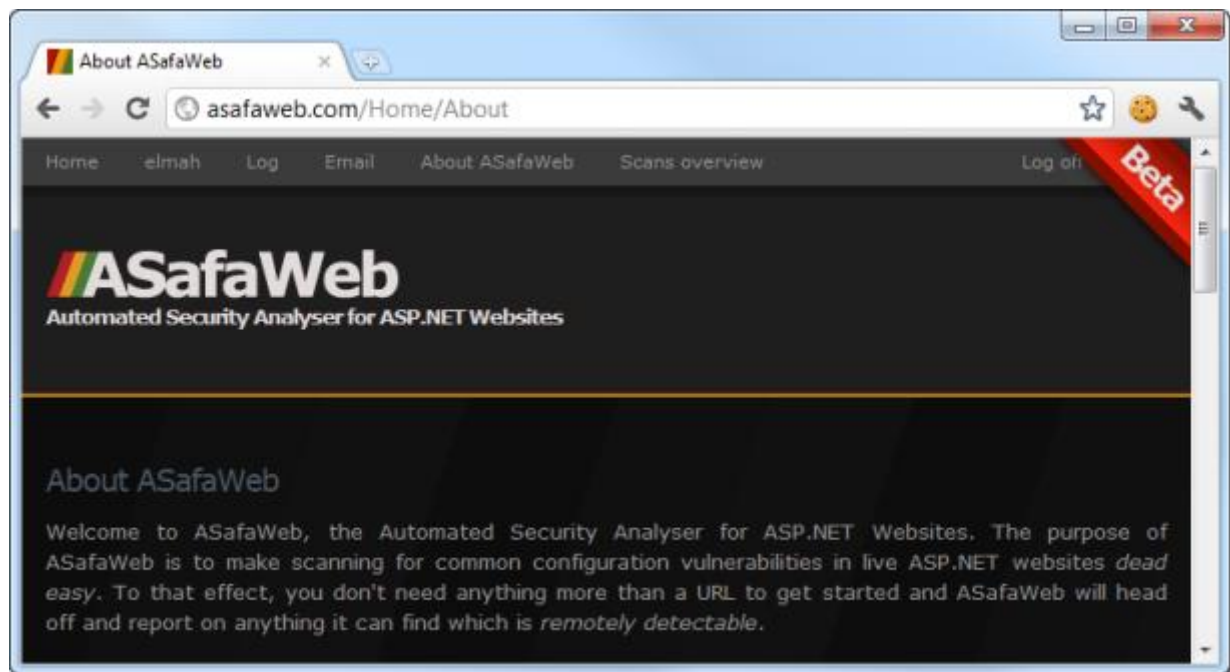 About ASafaWeb
asafaweb.com/Home/About
Home elmah Log Email About ASafaWeb Scans overview Log off
Beta
ASafaWeb
Automated Security Analyser for ASP.NET Websites
About ASafaWeb
Welcome to ASafaWeb, the Automated Security Analyser for ASP.NET Websites. The purpose of
ASafaWeb is to make scanning for common configuration vulnerabilities in live ASP.NET websites dead
easy. To that effect, you don't need anything more than a URL to get started and ASafaWeb will head
off and report on anything it can find which is remotely detectable.